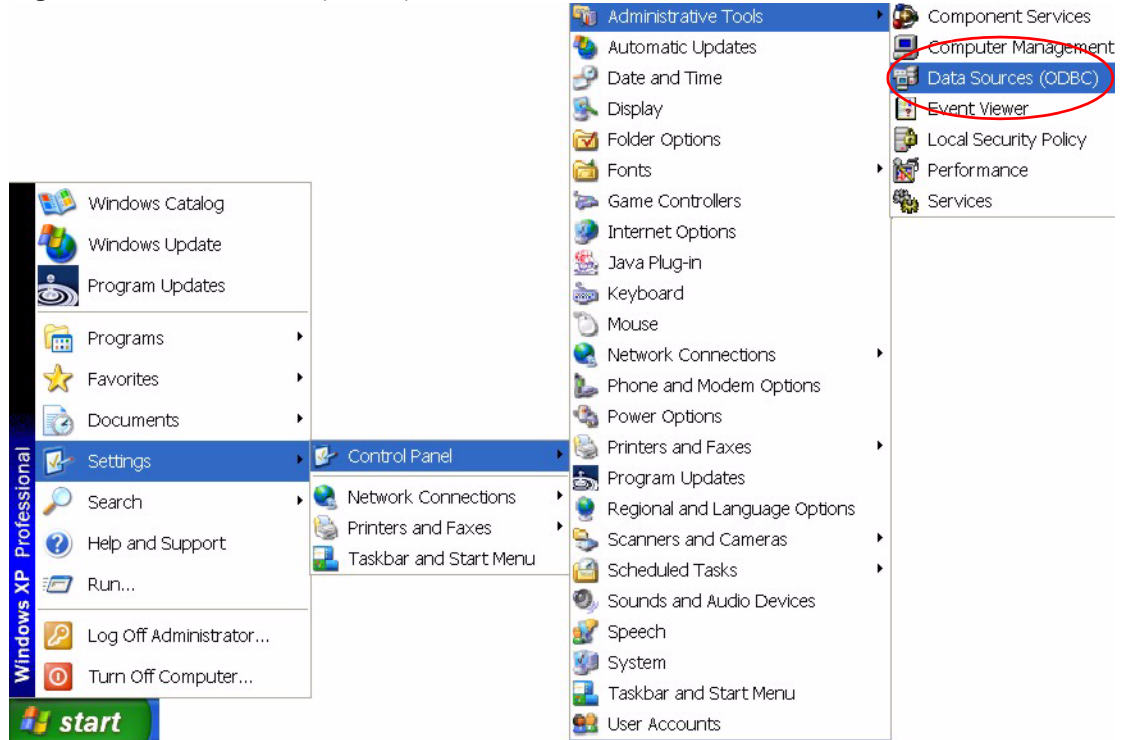 Administrative Tools
Automatic Updates
Date and Time
Display
Folder Options
Fonts
Game Controllers
Internet Options
Java Plug-in
Keyboard
Mouse
Network Connections
Phone and Modem Options
Power Options
Printers and Faxes
Program Updates
Regional and Language Options
Scanners and Cameras
Scheduled Tasks
Sounds and Audio Devices
Speech
System
Taskbar and Start Menu
User Accounts
Component Services
Computer Management
Data Sources (ODBC)
Event Viewer
Local Security Policy
Performance
Services
Windows Catalog
Windows Update
Program Updates
Programs
Favorites
Documents
Settings
Search
Help and Support
Run...
Log Off Administrator...
Turn Off Computer...
Windows XP Professional
start
Control Panel
Network Connections
Printers and Faxes
Taskbar and Start Menu